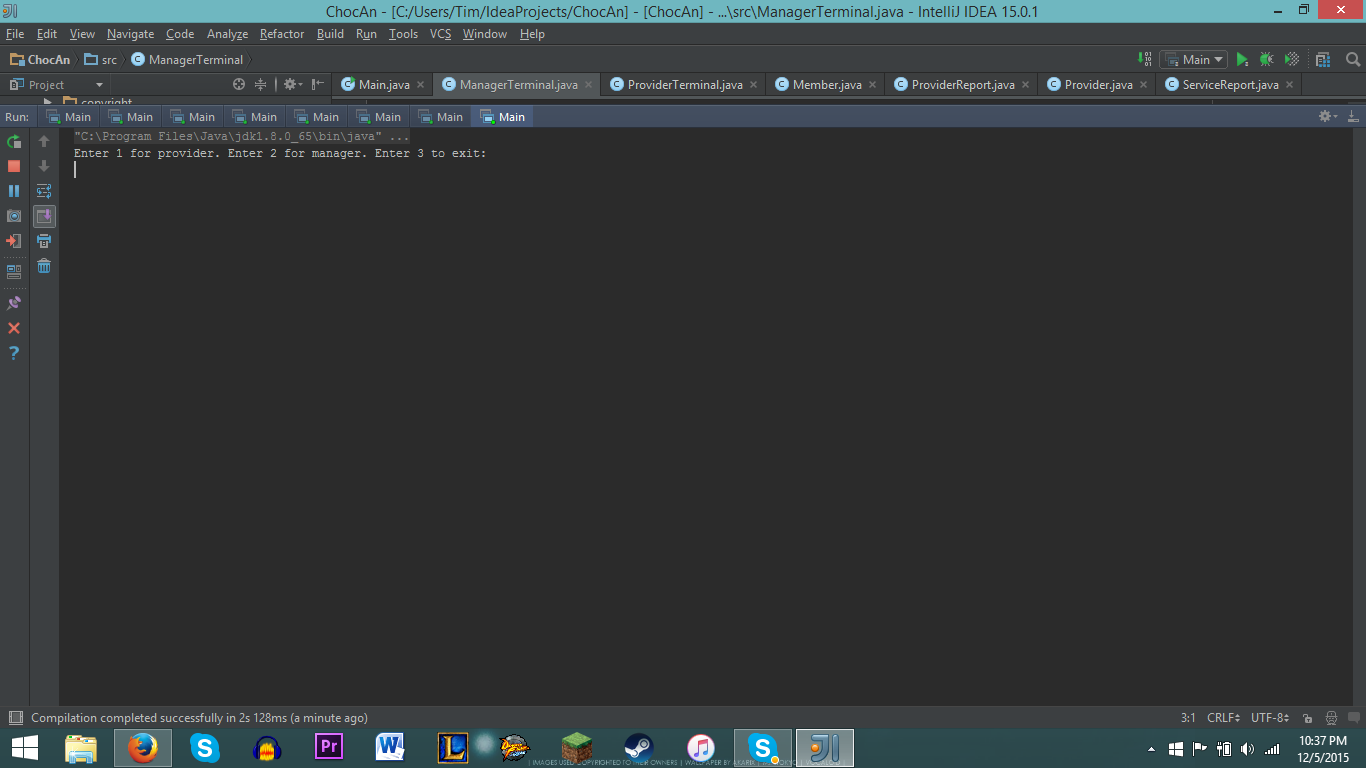 ChocAn - [C:/Users/Tim/IdeaProjects/ChocAn] - [ChocAn] - ...\src\ManagerTerminal.java - IntelliJ IDEA 15.0.1
File Edit View Navigate Code Analyze Refactor Build Run Tools VCS Window Help
ChocAn src ManagerTerminal Main
Project Main.java ManagerTerminal.java ProviderTerminal.java Member.java ProviderReport.java Provider.java ServiceReport.java
copyright
Run: Main Main Main Main Main Main Main Main
"C:\Program Files\Java\jdk1.8.0_65\bin\java" ...
Enter 1 for provider. Enter 2 for manager. Enter 3 to exit:
Compilation completed successfully in 2s 128ms (a minute ago) 3:1 CRLF UTF-8
10:37 PM
12/5/2015